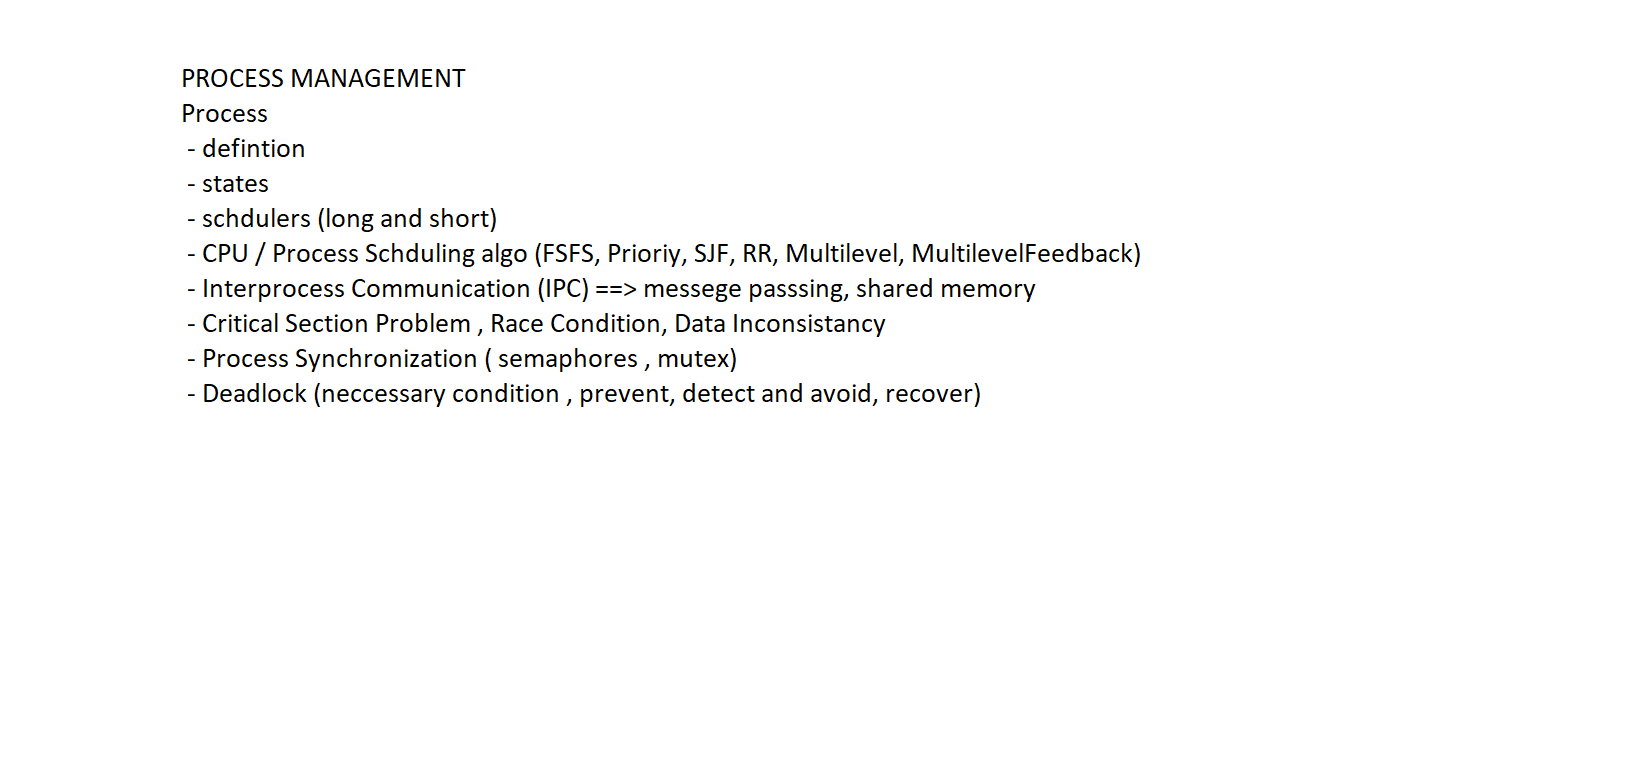 PROCESS MANAGEMENT
Process
- defintion
- states
- schdulers (long and short)
- CPU / Process Schduling algo (FSFS, Prioriy, SJF, RR, Multilevel, MultilevelFeedback)
- Interprocess Communication (IPC) ==> messege passsing, shared memory
- Critical Section Problem , Race Condition, Data Inconsistancy
- Process Synchronization ( semaphores , mutex)
- Deadlock (neccessary condition , prevent, detect and avoid, recover)